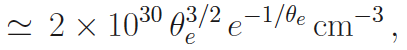 ≃ 2 × 10^{30} θ_e^{3/2} e^{−1/θ_e} cm^{−3} ,